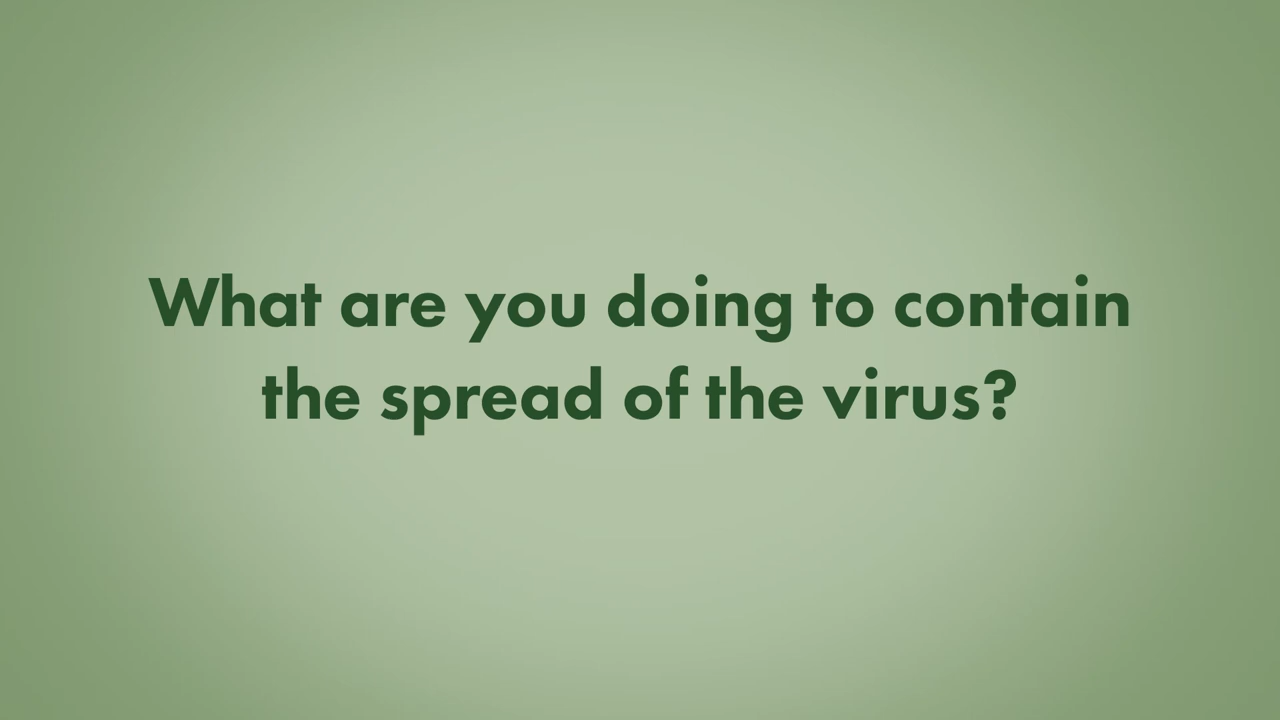 What are you doing to contain
the spread of the virus?